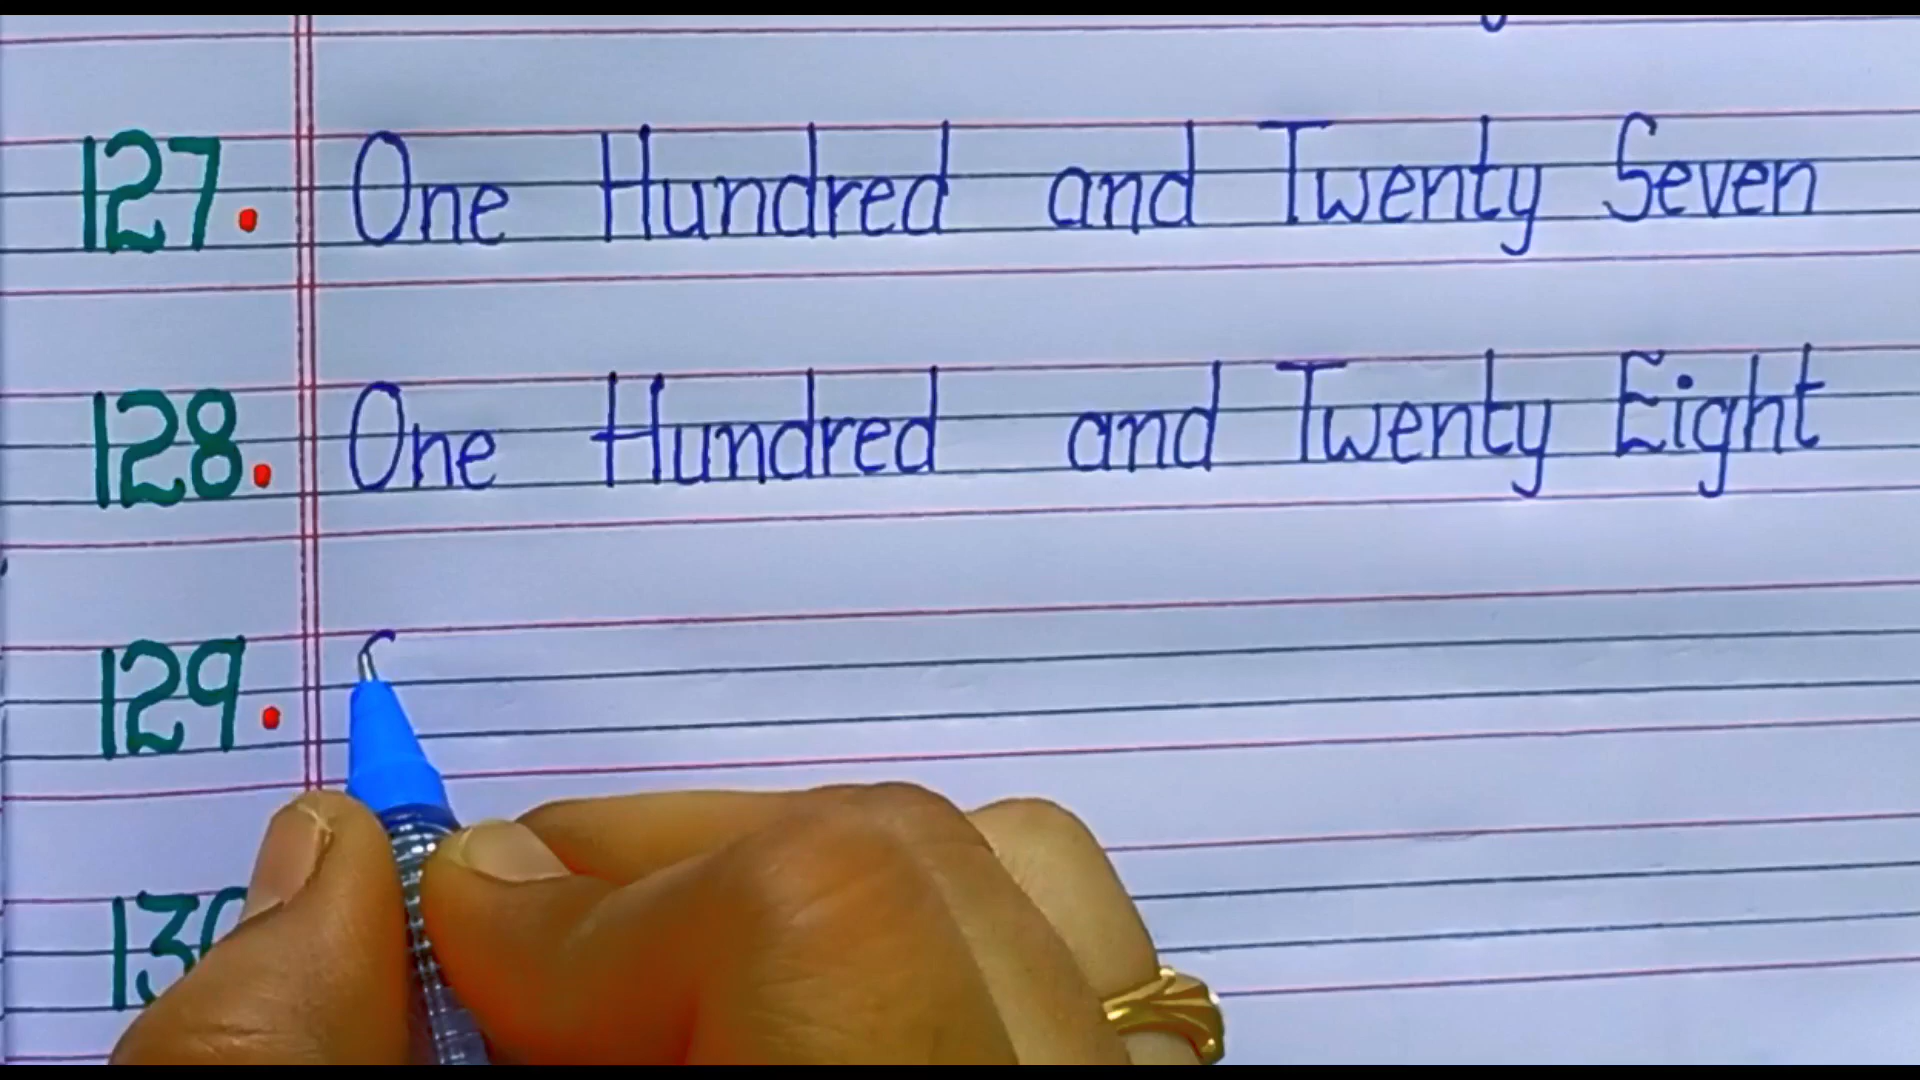 127. One Hundred and Twenty Seven
128. One Hundred and Twenty Eight
129.